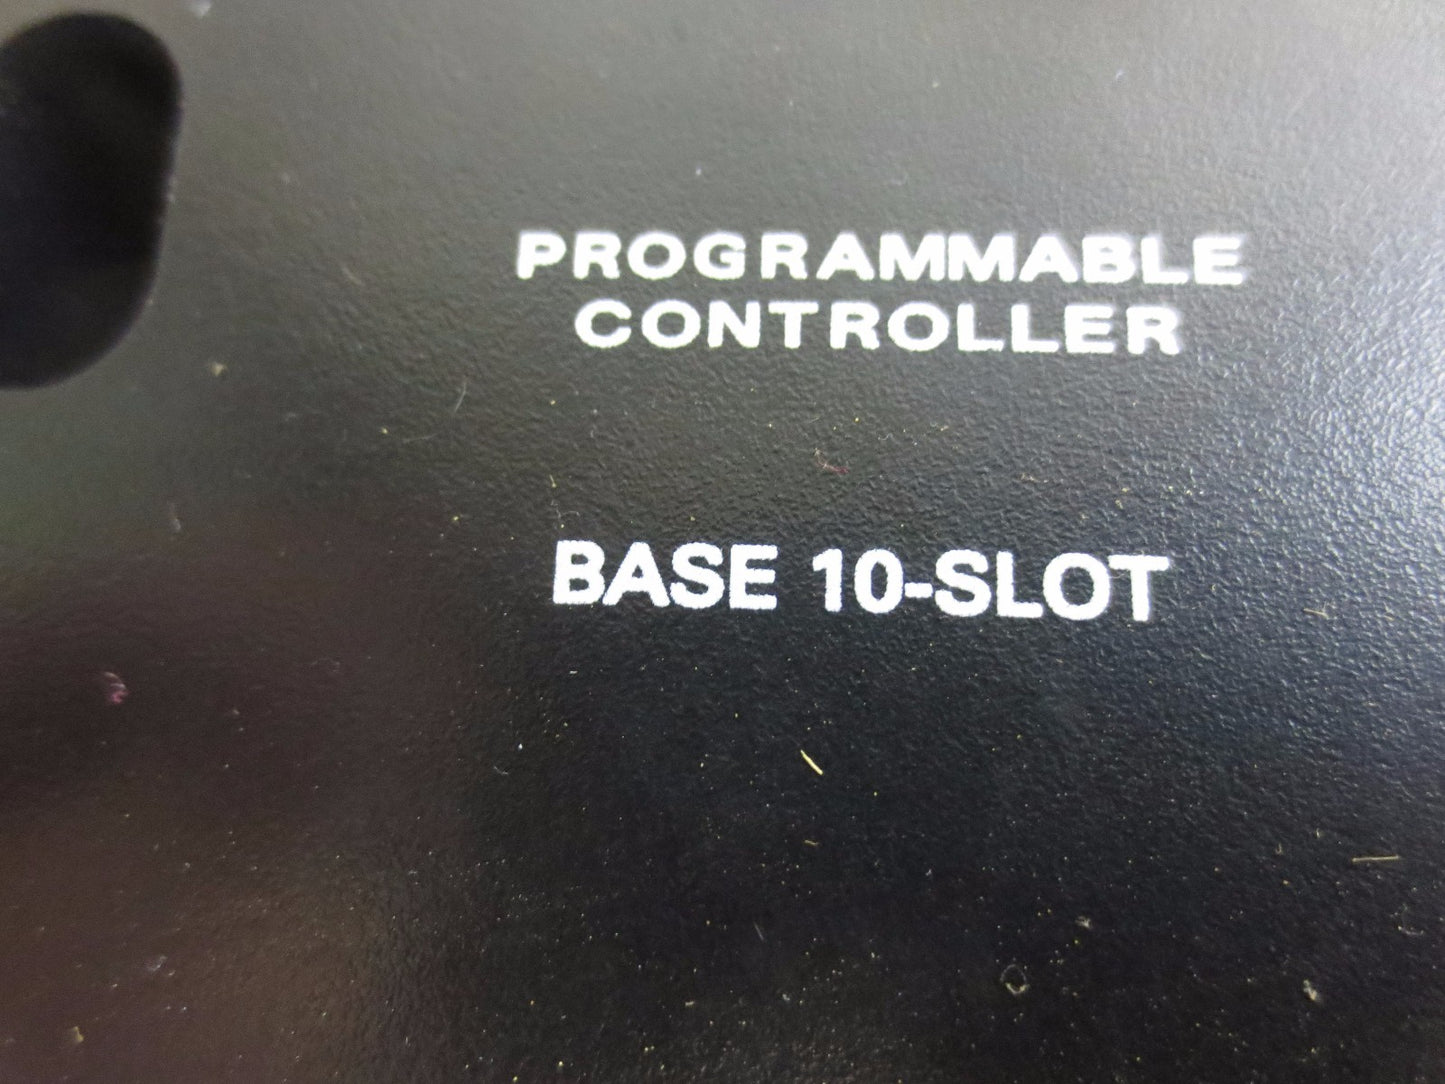 PROGRAMMABLE
CONTROLLER
BASE 10-SLOT